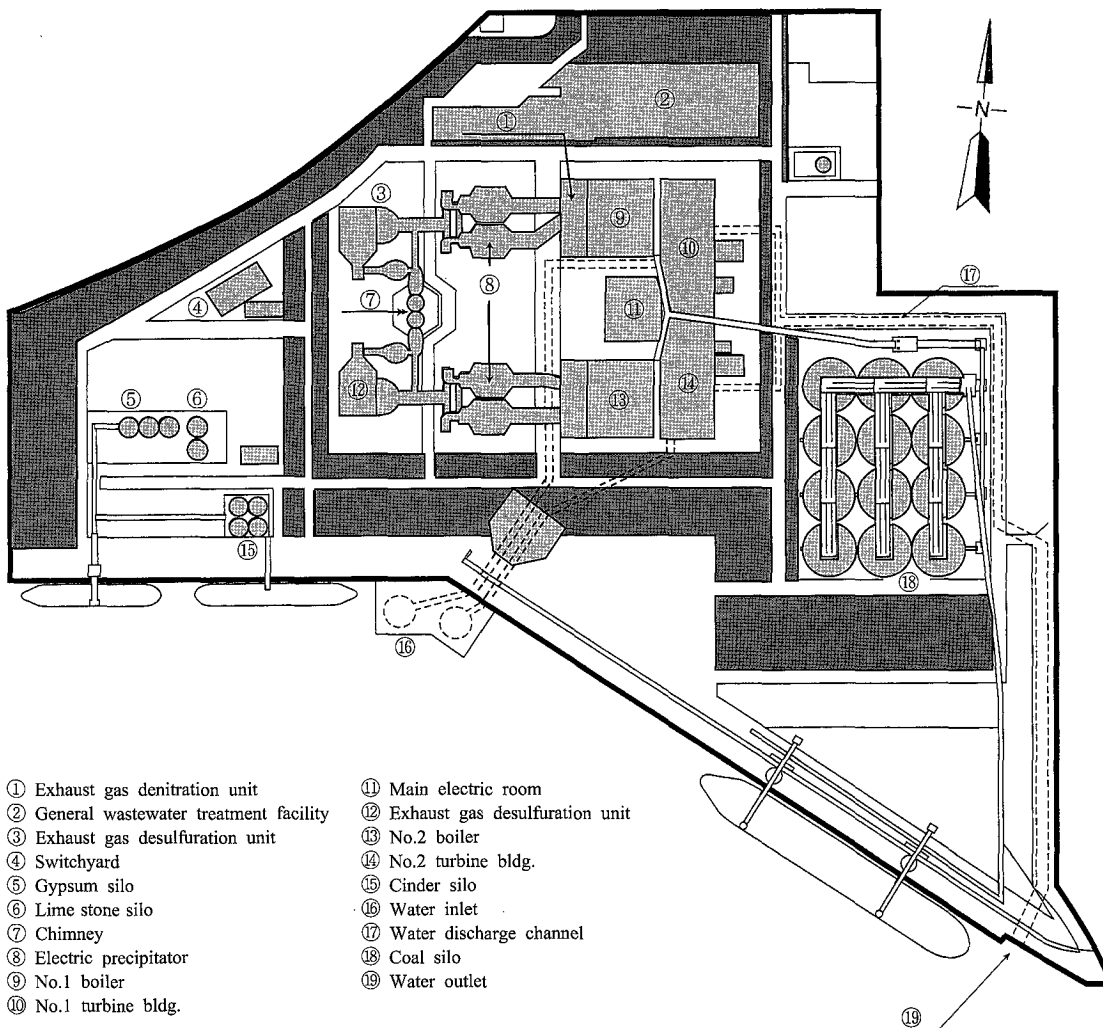 ②
①
N
③
⑨
⑩
⑰
⑧
④
⑦
⑪
⑤
⑥
⑫
⑬
⑭
⑮
⑱
⑯
① Exhaust gas denitration unit
② General wastewater treatment facility
③ Exhaust gas desulfuration unit
④ Switchyard
⑤ Gypsum silo
⑥ Lime stone silo
⑦ Chimney
⑧ Electric precipitator
⑨ No.1 boiler
⑩ No.1 turbine bldg.
⑪ Main electric room
⑫ Exhaust gas desulfuration unit
⑬ No.2 boiler
⑭ No.2 turbine bldg.
⑮ Cinder silo
⑯ Water inlet
⑰ Water discharge channel
⑱ Coal silo
⑲ Water outlet
⑲